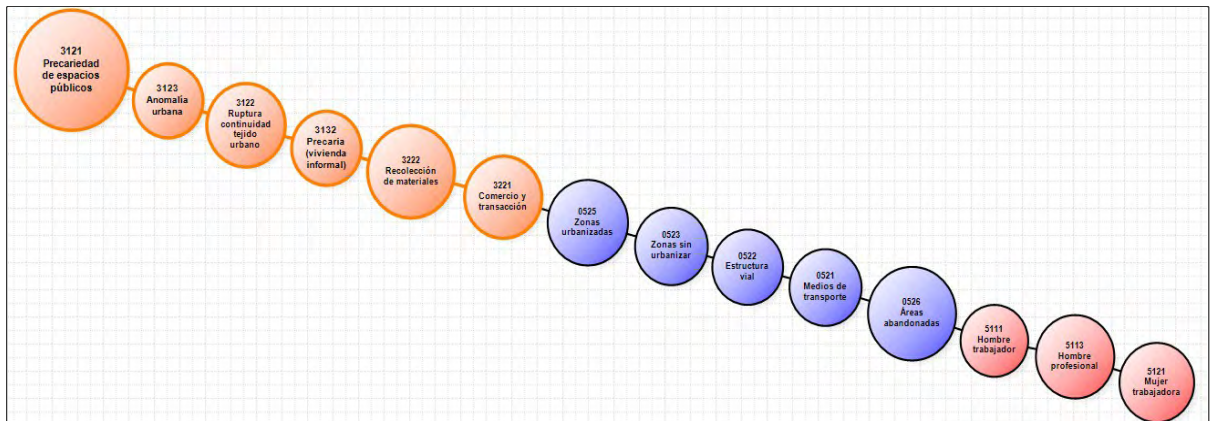 3121
Precariedad
de espacios
públicos
3123
Anomalía
urbana
3122
Ruptura
continuidad
tejido
urbano
3132
Precaria
(vivienda
informal)
3222
Recolección
de materiales
3221
Comercio y
transacción
0525
Zonas
urbanizadas
0523
Zonas sin
urbanizar
0522
Estructura
vial
0521
Medios de
transporte
0526
Áreas
abandonadas
5111
Hombre
trabajador
5113
Hombre
profesional
5121
Mujer
trabajadora